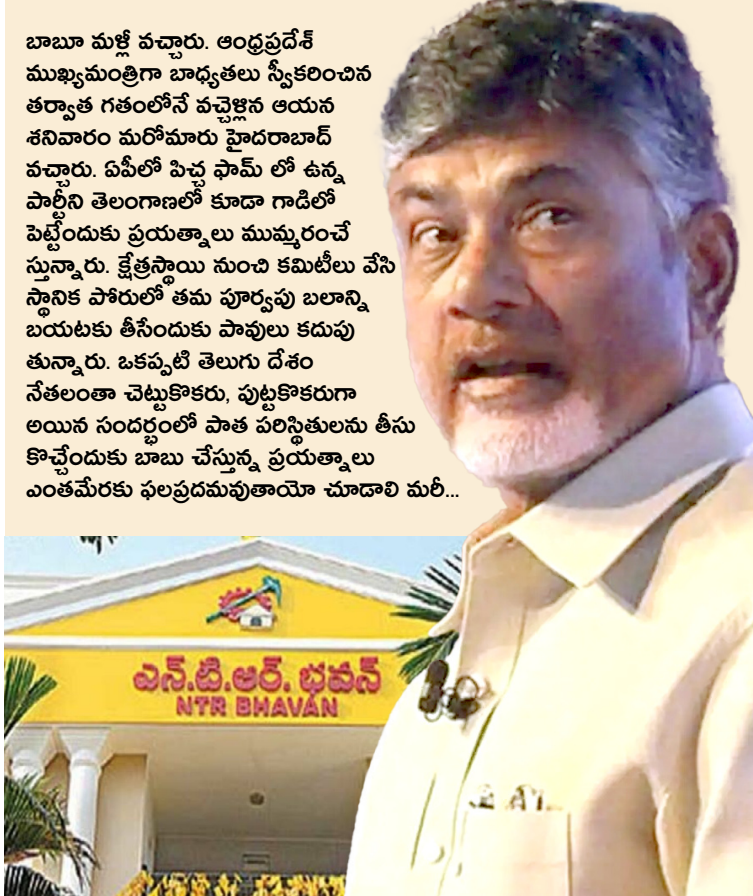 బాబూ మళ్లీ వచ్చారు. ఆంధ్రప్రదేశ్
ముఖ్యమంత్రిగా బాధ్యతలు స్వీకరించిన
తర్వాత గతంలోనే వచ్చెళ్లిన ఆయన
శనివారం మరోమారు హైదరాబాద్
వచ్చారు. ఏపీలో పిచ్చ ఫామ్ లో ఉన్న
పార్టీని తెలంగాణలో కూడా గాడిలో
పెట్టేందుకు ప్రయత్నాలు ముమ్మరంచే
స్తున్నారు. క్షేత్రస్థాయి నుంచి కమిటీలు వేసి
స్థానిక పోరులో తమ పూర్వపు బలాన్ని
బయటకు తీసేందుకు పావులు కదుపు
తున్నారు. ఒకప్పటి తెలుగు దేశం
నేతలంతా చెట్టుకొకరు, పుట్టకొకరుగా
అయిన సందర్భంలో పాత పరిస్థితులను తీసు
కొచ్చేందుకు బాబు చేస్తున్న ప్రయత్నాలు
ఎంతమేరకు ఫలప్రదమవుతాయో చూడాలి మరీ...
ఎన్.టి.ఆర్. భవన్
NTR BHAVAN